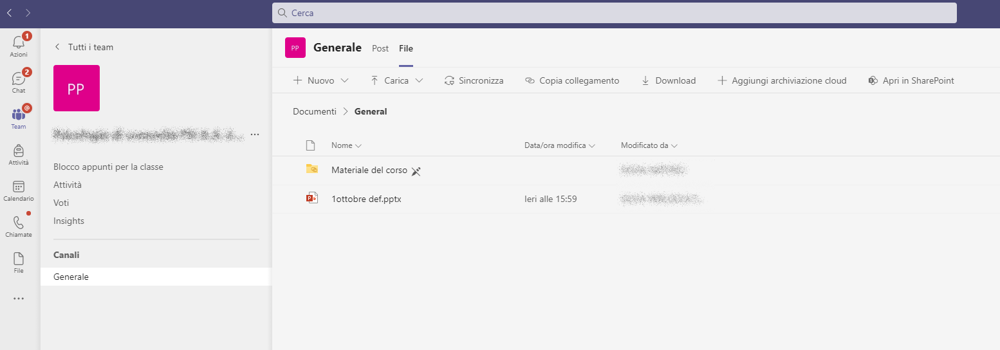 Cerca
1
Azioni
2
Chat
@
Team
Attività
Calendario
Chiamate
File
Tutti i team
PP
Blocco appunti per la classe
Attività
Voti
Insights
Canali
Generale
PP Generale Post File
Nuovo Carica Sincronizza Copia collegamento Download Aggiungi archiviazione cloud Apri in SharePoint
Documenti > General
Nome Data/ora modifica Modificato da
Materiale del corso
1ottobre def.pptx Ieri alle 15:59